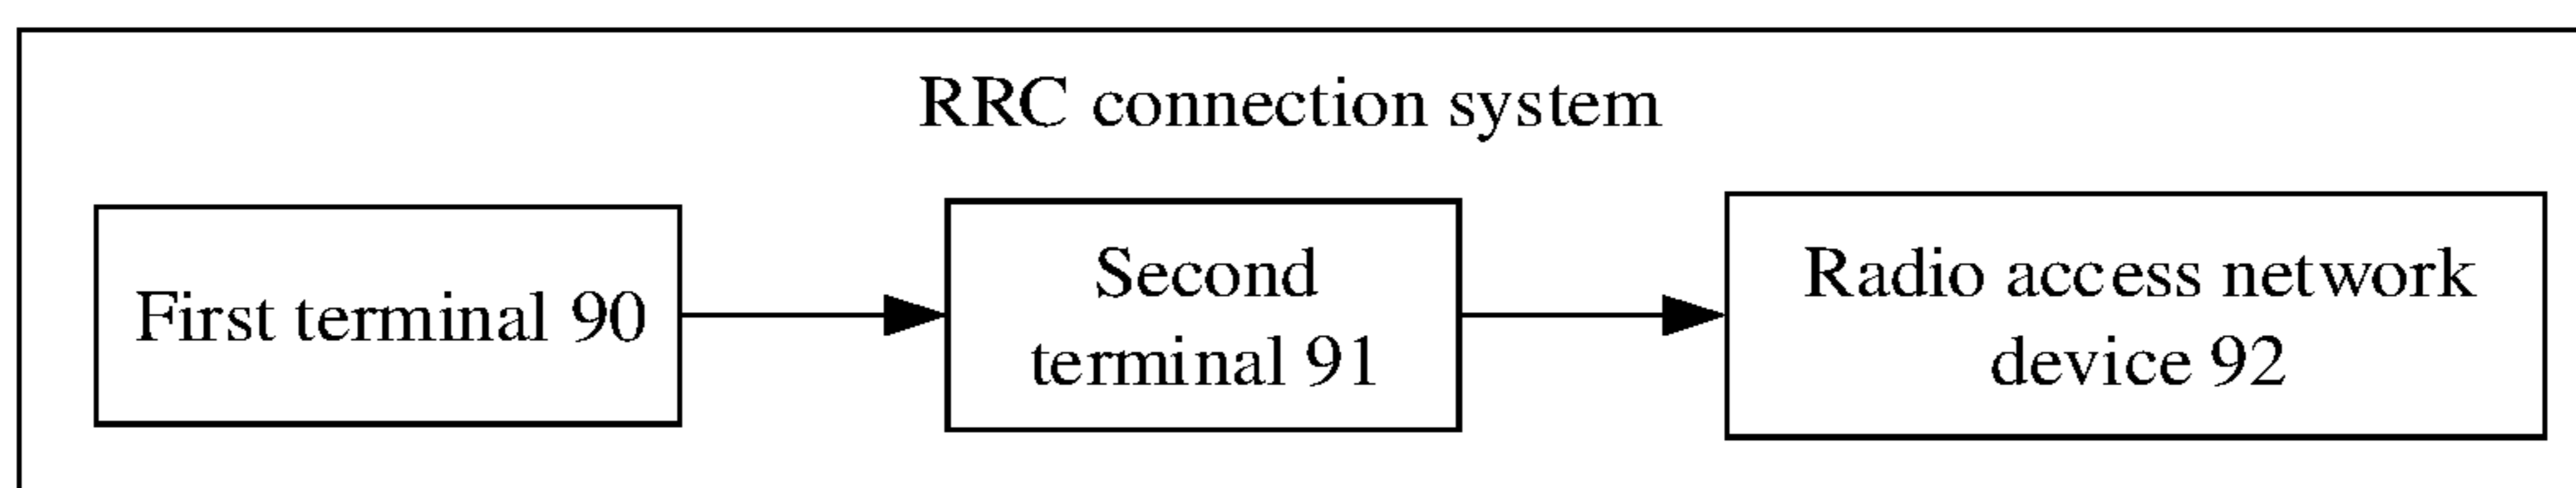 RRC connection system
First terminal 90
Second
terminal 91
Radio access network
device 92